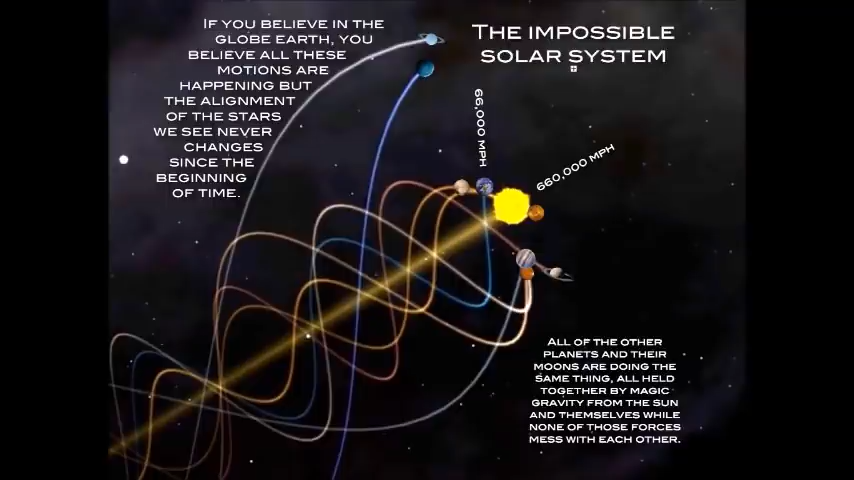 IF YOU BELIEVE IN THE
GLOBE EARTH, YOU
BELIEVE ALL THESE
MOTIONS ARE
HAPPENING BUT
THE ALIGNMENT
OF THE STARS
WE SEE NEVER
CHANGES
SINCE THE
BEGINNING
OF TIME.
THE IMPOSSIBLE
SOLAR SYSTEM
66,000 MPH
660,000 MPH
ALL OF THE OTHER
PLANETS AND THEIR
MOONS ARE DOING THE
SAME THING, ALL HELD
TOGETHER BY MAGIC
GRAVITY FROM THE SUN
AND THEMSELVES WHILE
NONE OF THOSE FORCES
MESS WITH EACH OTHER.